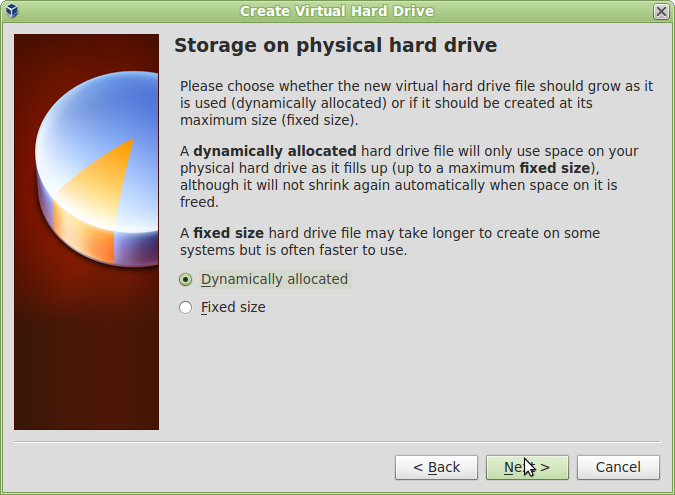 Create Virtual Hard Drive
Storage on physical hard drive
Please choose whether the new virtual hard drive file should grow as it
is used (dynamically allocated) or if it should be created at its
maximum size (fixed size).
A dynamically allocated hard drive file will only use space on your
physical hard drive as it fills up (up to a maximum fixed size),
although it will not shrink again automatically when space on it is
freed.
A fixed size hard drive file may take longer to create on some
systems but is often faster to use.
Dynamically allocated
Fixed size
< Back
Next >
Cancel